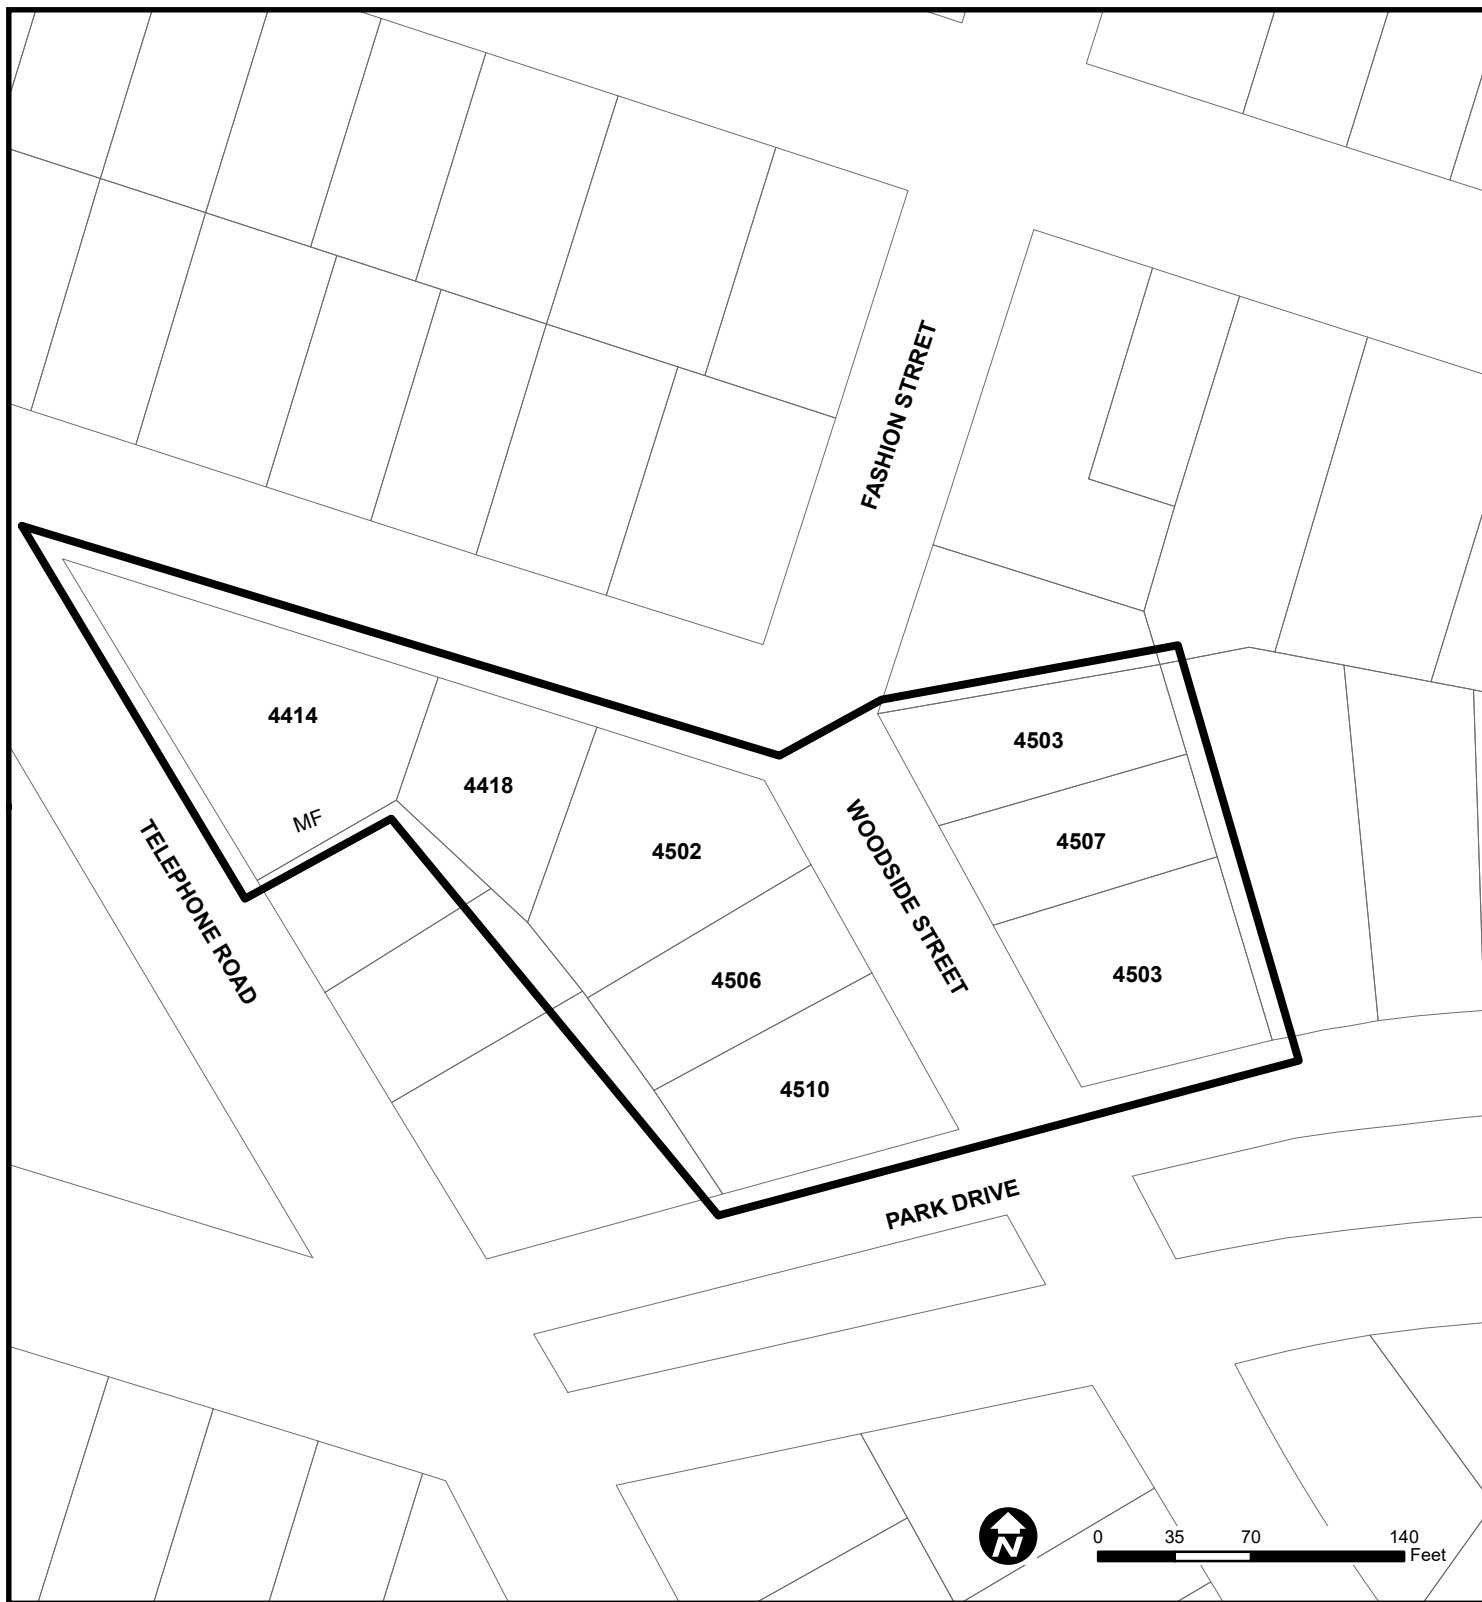 FASHION STRRET
4414
4418
4502
4503
4507
4503
WOODSIDE STREET
MF
TELEPHONE ROAD
4506
4510
PARK DRIVE
N
0 35 70 140
Feet